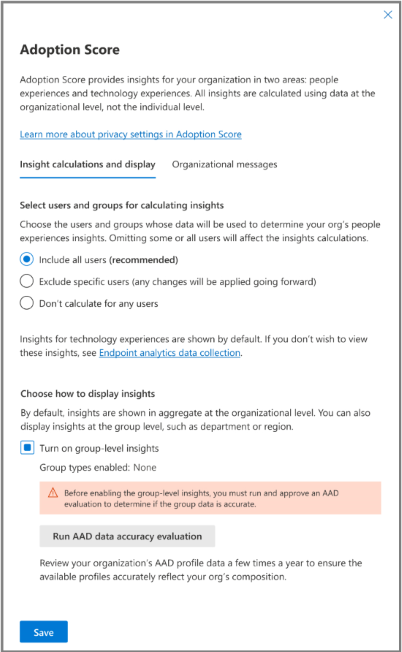 Adoption Score
Adoption Score provides insights for your organization in two areas: people
experiences and technology experiences. All insights are calculated using data at the
organizational level, not the individual level.
Learn more about privacy settings in Adoption Score
Insight calculations and display
Organizational messages
Select users and groups for calculating insights
Choose the users and groups whose data will be used to determine your org's people
experiences insights. Omitting some or all users will affect the insights calculations.
Include all users (recommended)
Exclude specific users (any changes will be applied going forward)
Don't calculate for any users
Insights for technology experiences are shown by default. If you don't wish to view
these insights, see Endpoint analytics data collection.
Choose how to display insights
By default, insights are shown in aggregate at the organizational level. You can also
display insights at the group level, such as department or region.
Turn on group-level insights
Group types enabled: None
Before enabling the group-level insights, you must run and approve an AAD
evaluation to determine if the group data is accurate.
Run AAD data accuracy evaluation
Review your organization's AAD profile data a few times a year to ensure the
available profiles accurately reflect your org's composition.
Save